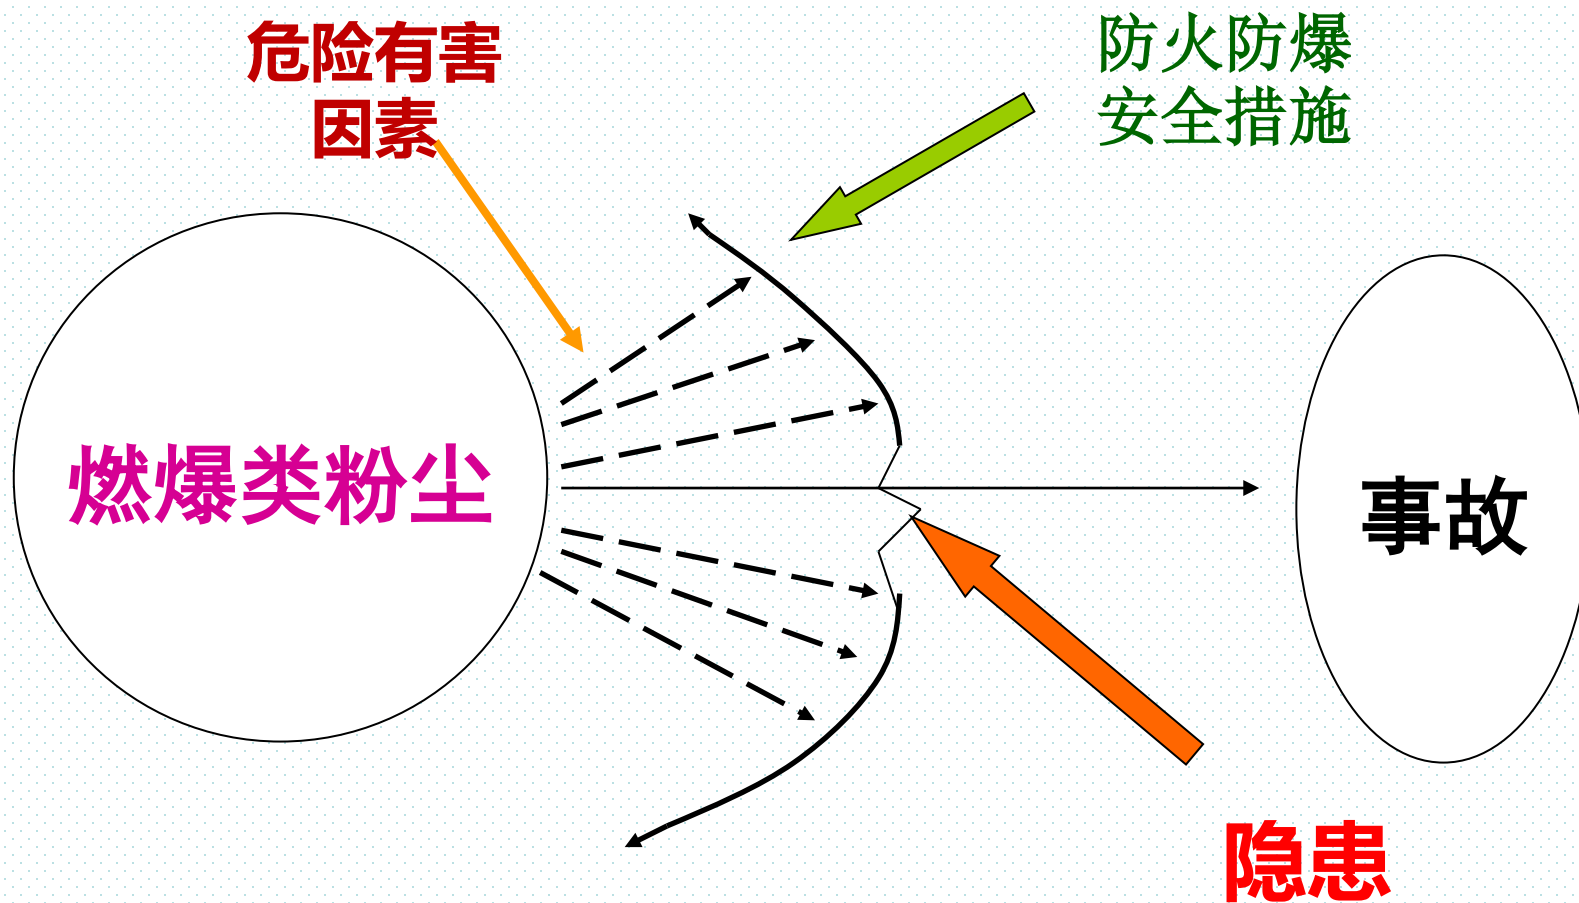 危险有害
因素
防火防爆
安全措施
燃爆类粉尘
事故
隐患